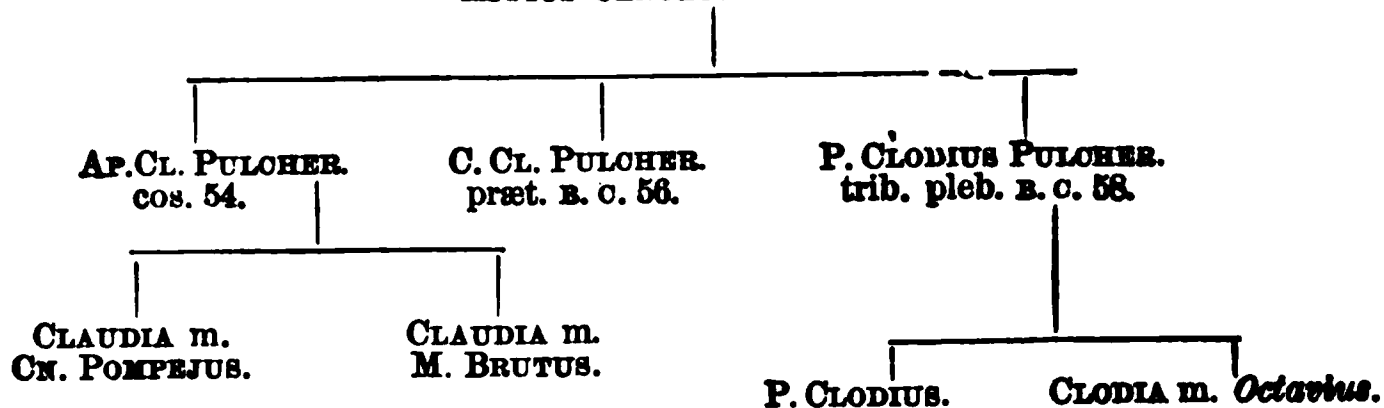 AP. CL. PULCHER.
cos. 54.
C. CL. PULCHER.
præt. B. C. 56.
P. CLODIUS PULCHER.
trib. pleb. B. C. 58.
CLAUDIA m.
CN. POMPEJUS.
CLAUDIA m.
M. BRUTUS.
P. CLODIUS.
CLODIA m. Octavius.